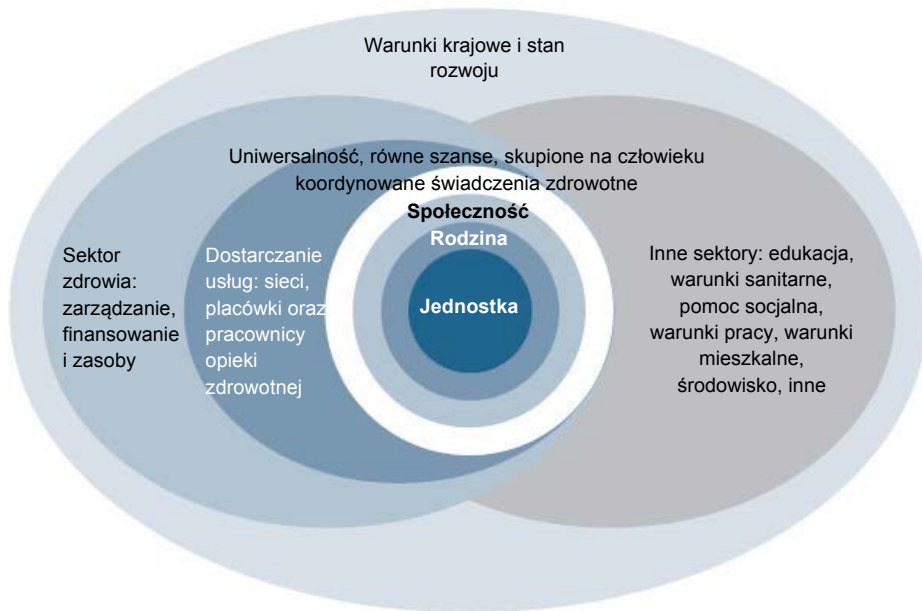 Warunki krajowe i stan
rozwoju
Uniwersalność, równe szanse, skupione na człowieku
koordynowane świadczenia zdrowotne
Społeczność
Rodzina
Jednostka
Sektor
zdrowia:
zarządzanie,
finansowanie
i zasoby
Dostarczanie
usług: sieci,
placówki oraz
pracownicy
opieki
zdrowotnej
Inne sektory: edukacja,
warunki sanitarne,
pomoc socjalna,
warunki pracy, warunki
mieszkalne,
środowisko, inne